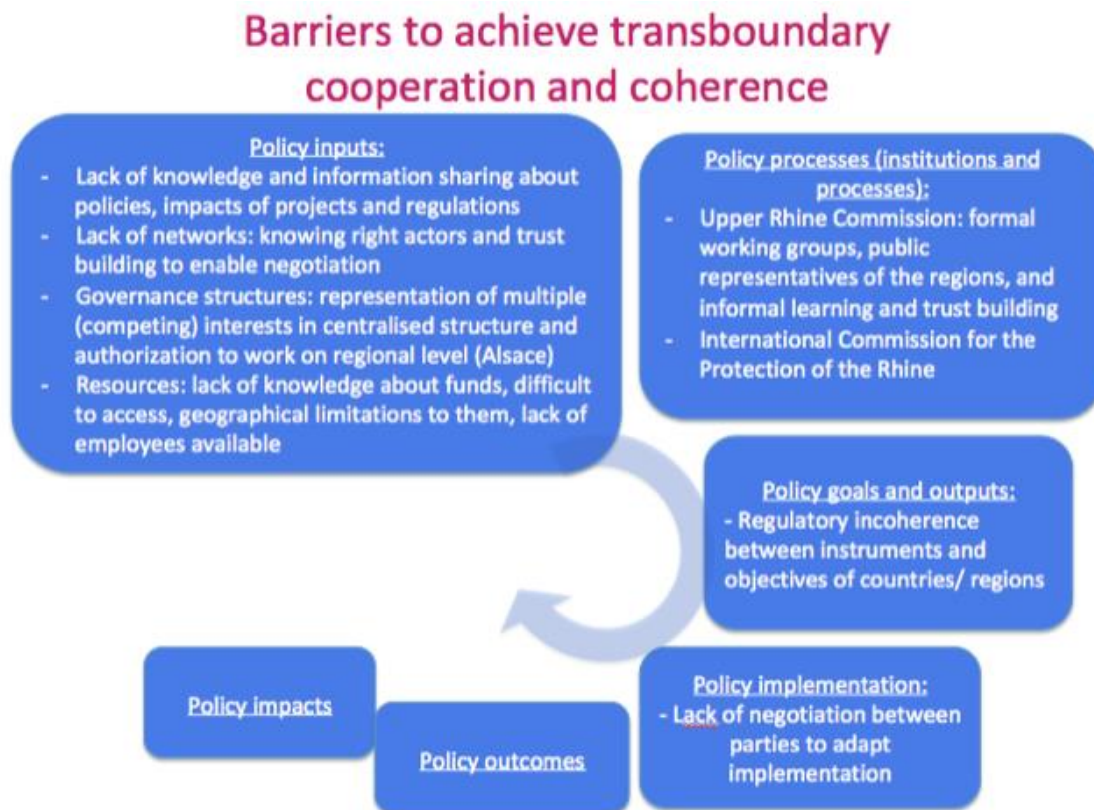 Barriers to achieve transboundary
cooperation and coherence
Policy inputs:
- Lack of knowledge and information sharing about
policies, impacts of projects and regulations
- Lack of networks: knowing right actors and trust
building to enable negotiation
- Governance structures: representation of multiple
(competing) interests in centralised structure and
authorization to work on regional level (Alsace)
- Resources: lack of knowledge about funds, difficult
to access, geographical limitations to them, lack of
employees available
Policy processes (institutions and
processes):
- Upper Rhine Commission: formal
working groups, public
representatives of the regions, and
informal learning and trust building
- International Commission for the
Protection of the Rhine
Policy goals and outputs:
- Regulatory incoherence
between instruments and
objectives of countries/ regions
Policy implementation:
- Lack of negotiation between
parties to adapt
implementation
Policy outcomes
Policy impacts